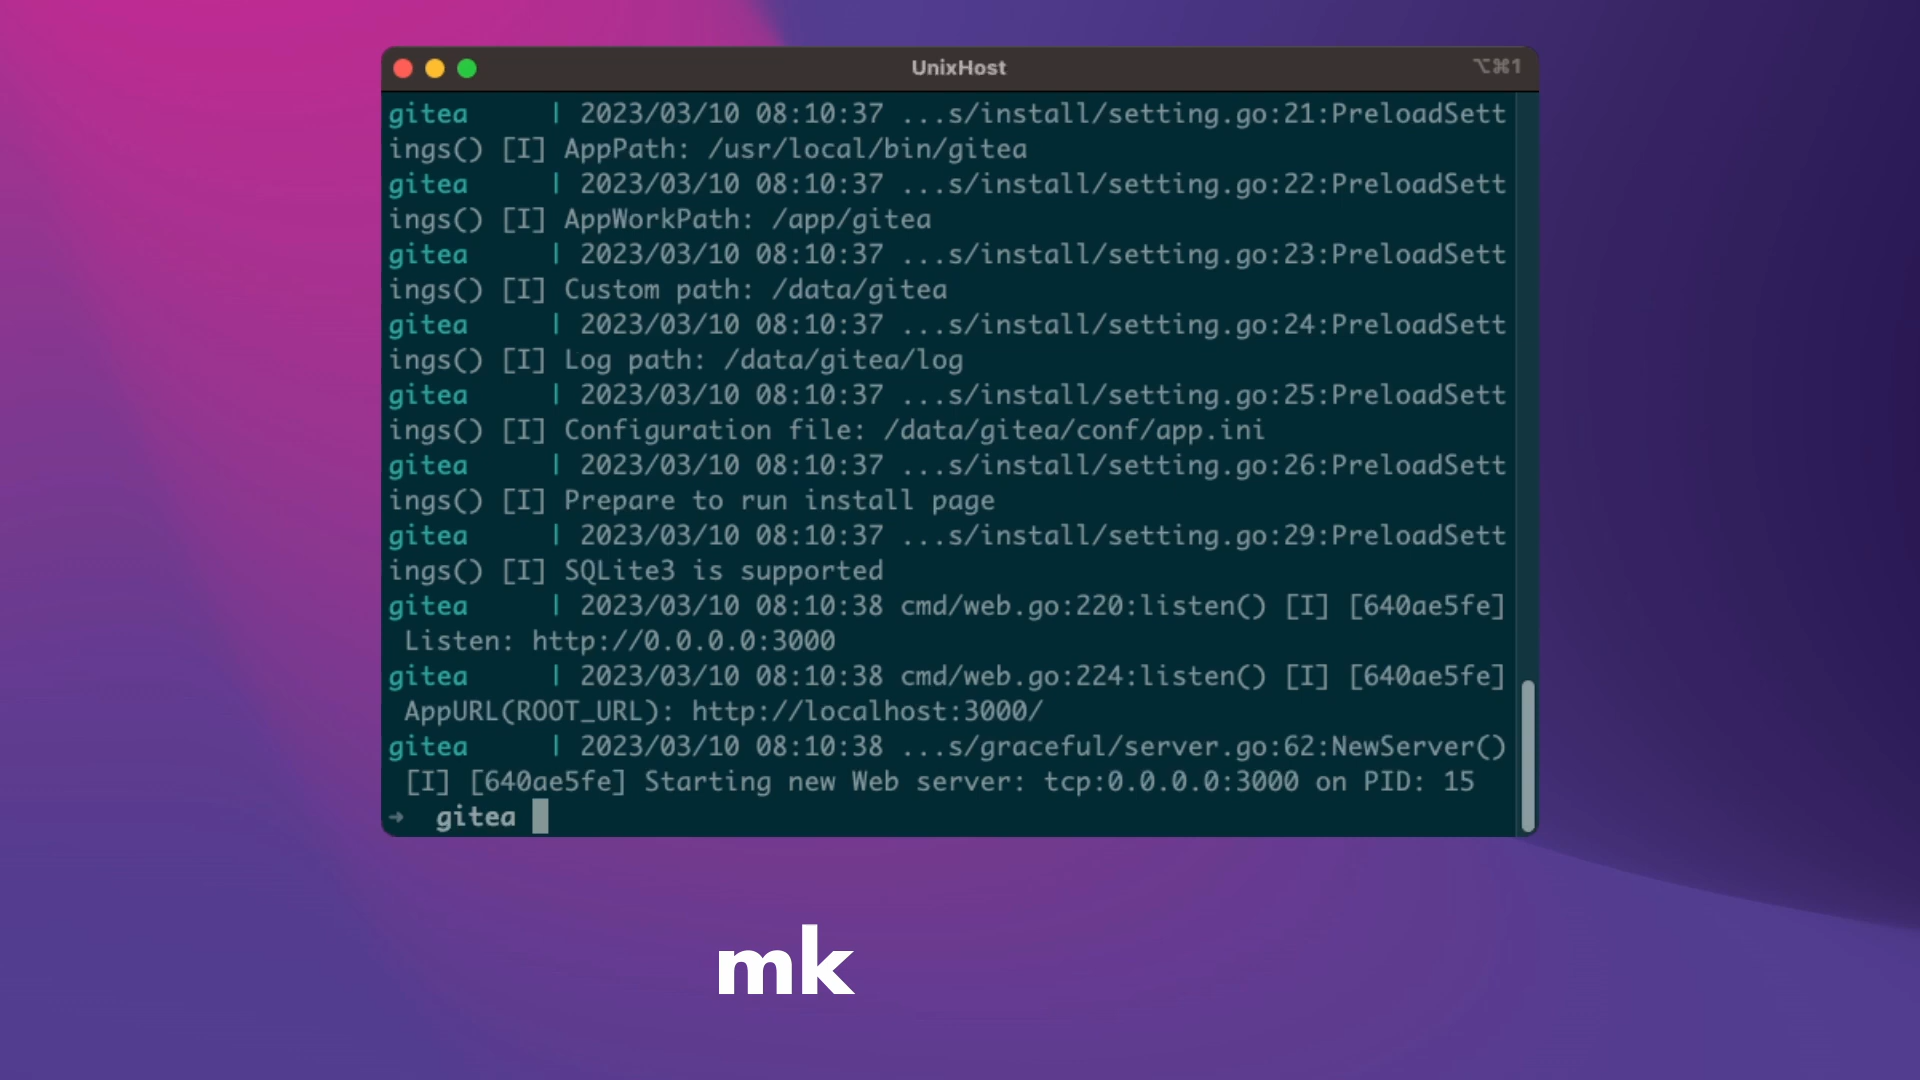 UnixHost
⌥⌘1
gitea | 2023/03/10 08:10:37 ...s/install/setting.go:21:PreloadSett
ings() [I] AppPath: /usr/local/bin/gitea
gitea | 2023/03/10 08:10:37 ...s/install/setting.go:22:PreloadSett
ings() [I] AppWorkPath: /app/gitea
gitea | 2023/03/10 08:10:37 ...s/install/setting.go:23:PreloadSett
ings() [I] Custom path: /data/gitea
gitea | 2023/03/10 08:10:37 ...s/install/setting.go:24:PreloadSett
ings() [I] Log path: /data/gitea/log
gitea | 2023/03/10 08:10:37 ...s/install/setting.go:25:PreloadSett
ings() [I] Configuration file: /data/gitea/conf/app.ini
gitea | 2023/03/10 08:10:37 ...s/install/setting.go:26:PreloadSett
ings() [I] Prepare to run install page
gitea | 2023/03/10 08:10:37 ...s/install/setting.go:29:PreloadSett
ings() [I] SQLite3 is supported
gitea | 2023/03/10 08:10:38 cmd/web.go:220:listen() [I] [640ae5fe]
Listen: http://0.0.0.0:3000
gitea | 2023/03/10 08:10:38 cmd/web.go:224:listen() [I] [640ae5fe]
AppURL(ROOT_URL): http://localhost:3000/
gitea | 2023/03/10 08:10:38 ...s/graceful/server.go:62:NewServer()
[I] [640ae5fe] Starting new Web server: tcp:0.0.0.0:3000 on PID: 15
➜ gitea
mk